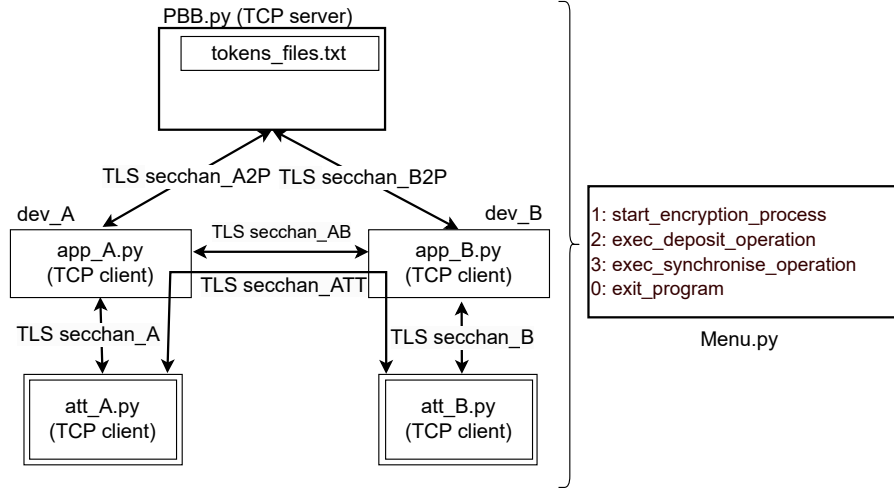 PBB.py (TCP server)
tokens_files.txt
TLS secchan_A2P
TLS secchan_B2P
dev_A
dev_B
app_A.py
(TCP client)
TLS secchan_AB
app_B.py
(TCP client)
TLS secchan_ATT
TLS secchan_A
TLS secchan_B
att_A.py
(TCP client)
att_B.py
(TCP client)
1: start_encryption_process
2: exec_deposit_operation
3: exec_synchronise_operation
0: exit_program
Menu.py